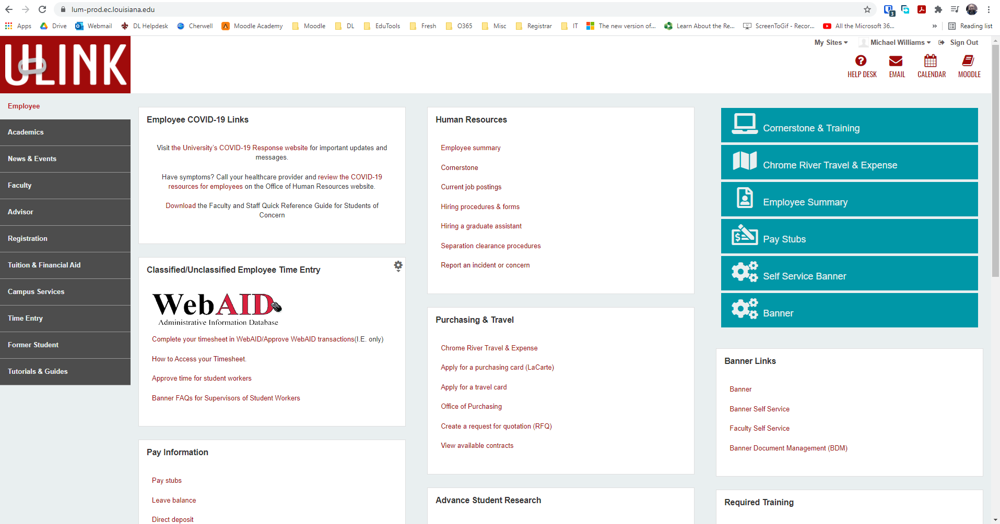 lum-prod.ec.louisiana.edu
3
Apps
Drive
Webmail
DL Helpdesk
Cherwell
Moodle Academy
Moodle
DL
EduTools
Fresh
O365
Misc
Registrar
IT
The new version of...
Learn About the Re...
ScreenToGif - Recor...
All the Microsoft 36...
»
Reading list
ULINK
My Sites
Michael Williams
Sign Out
HELP DESK
EMAIL
CALENDAR
MOODLE
Employee
Academics
News & Events
Faculty
Advisor
Registration
Tuition & Financial Aid
Campus Services
Time Entry
Former Student
Tutorials & Guides
Employee COVID-19 Links
Visit the University's COVID-19 Response website for important updates and
messages.
Have symptoms? Call your healthcare provider and review the COVID-19
resources for employees on the Office of Human Resources website.
Download the Faculty and Staff Quick Reference Guide for Students of
Concern
Classified/Unclassified Employee Time Entry
WebAID
Administrative Information Database
Complete your timesheet in WebAID/Approve WebAID transactions(I.E. only)
How to Access your Timesheet.
Approve time for student workers
Banner FAQs for Supervisors of Student Workers
Pay Information
Pay stubs
Leave balance
Direct deposit
Human Resources
Employee summary
Cornerstone
Current job postings
Hiring procedures & forms
Hiring a graduate assistant
Separation clearance procedures
Report an incident or concern
Purchasing & Travel
Chrome River Travel & Expense
Apply for a purchasing card (LaCarte)
Apply for a travel card
Office of Purchasing
Create a request for quotation (RFQ)
View available contracts
Advance Student Research
Cornerstone & Training
Chrome River Travel & Expense
Employee Summary
Pay Stubs
Self Service Banner
Banner
Banner Links
Banner
Banner Self Service
Faculty Self Service
Banner Document Management (BDM)
Required Training